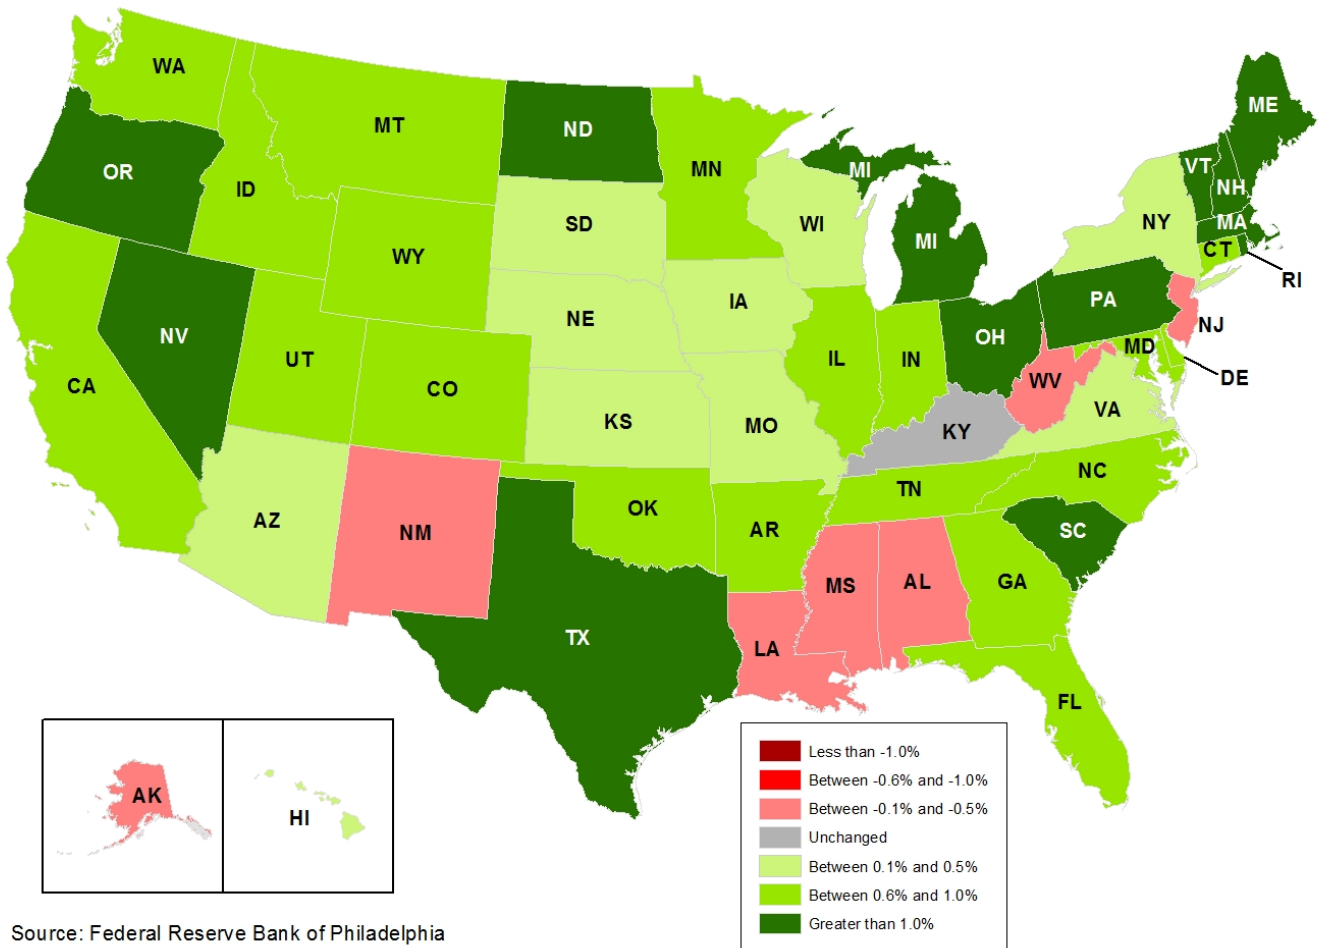 WA
MT
ND
MN
OR
ID
SD
WI
MI
MI
NY
VT
NH
ME
MA
CT
RI
WY
NE
IA
PA
NJ
NV
UT
CO
IL
IN
OH
MD
DE
CA
KS
MO
KY
WV
VA
AZ
NM
OK
AR
TN
NC
SC
TX
LA
MS
AL
GA
FL
AK
HI
Less than -1.0%
Between -0.6% and -1.0%
Between -0.1% and -0.5%
Unchanged
Between 0.1% and 0.5%
Between 0.6% and 1.0%
Greater than 1.0%
Source: Federal Reserve Bank of Philadelphia